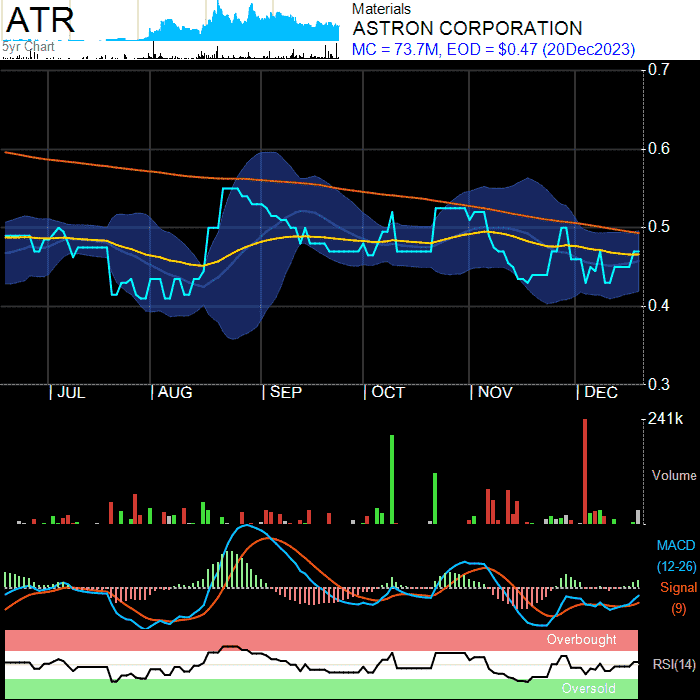 ATR
5yr Chart
Materials
ASTRON CORPORATION
MC = 73.7M, EOD = $0.47 (20Dec2023)
0.7
0.6
0.5
0.4
0.3
JUL
AUG
SEP
OCT
NOV
DEC
241k
Volume
MACD
(12-26)
Signal
(9)
Overbought
RSI(14)
Oversold